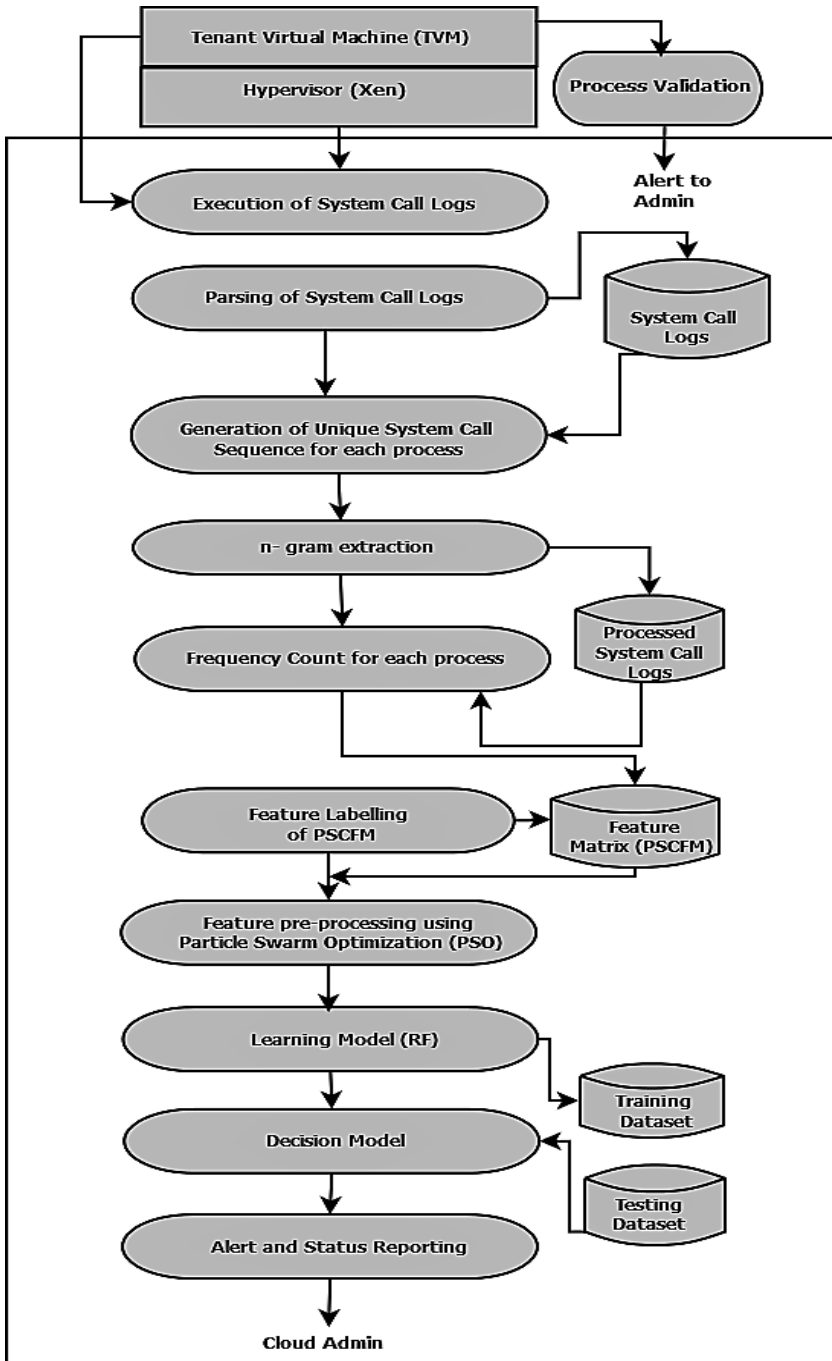 Tenant Virtual Machine (TVM)
Hypervisor (Xen)
Process Validation
Alert to
Admin
Execution of System Call Logs
Parsing of System Call Logs
System Call
Logs
Generation of Unique System Call
Sequence for each process
n- gram extraction
Processed
System Call
Logs
Frequency Count for each process
Feature Labelling
of PSCFM
Feature
Matrix (PSCFM)
Feature pre-processing using
Particle Swarm Optimization (PSO)
Learning Model (RF)
Training
Dataset
Decision Model
Testing
Dataset
Alert and Status Reporting
Cloud Admin